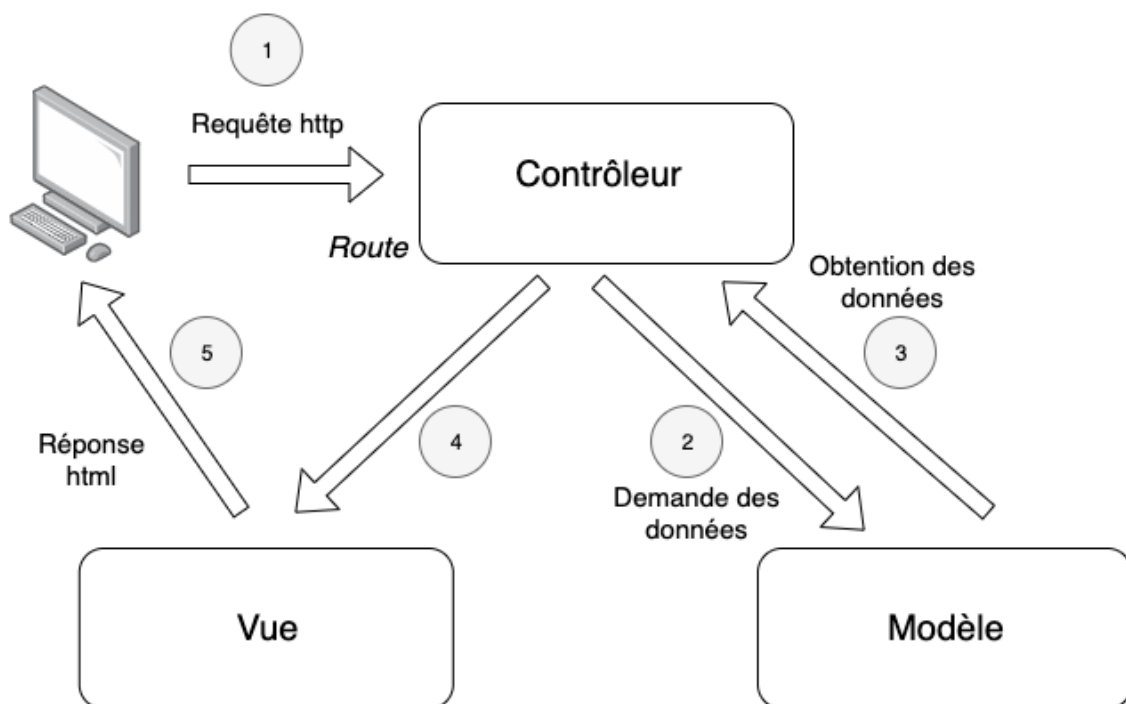 1
Requête http
Contrôleur
Route
Obtention des
données
3
5
4
2
Réponse
html
Demande des
données
Vue
Modèle